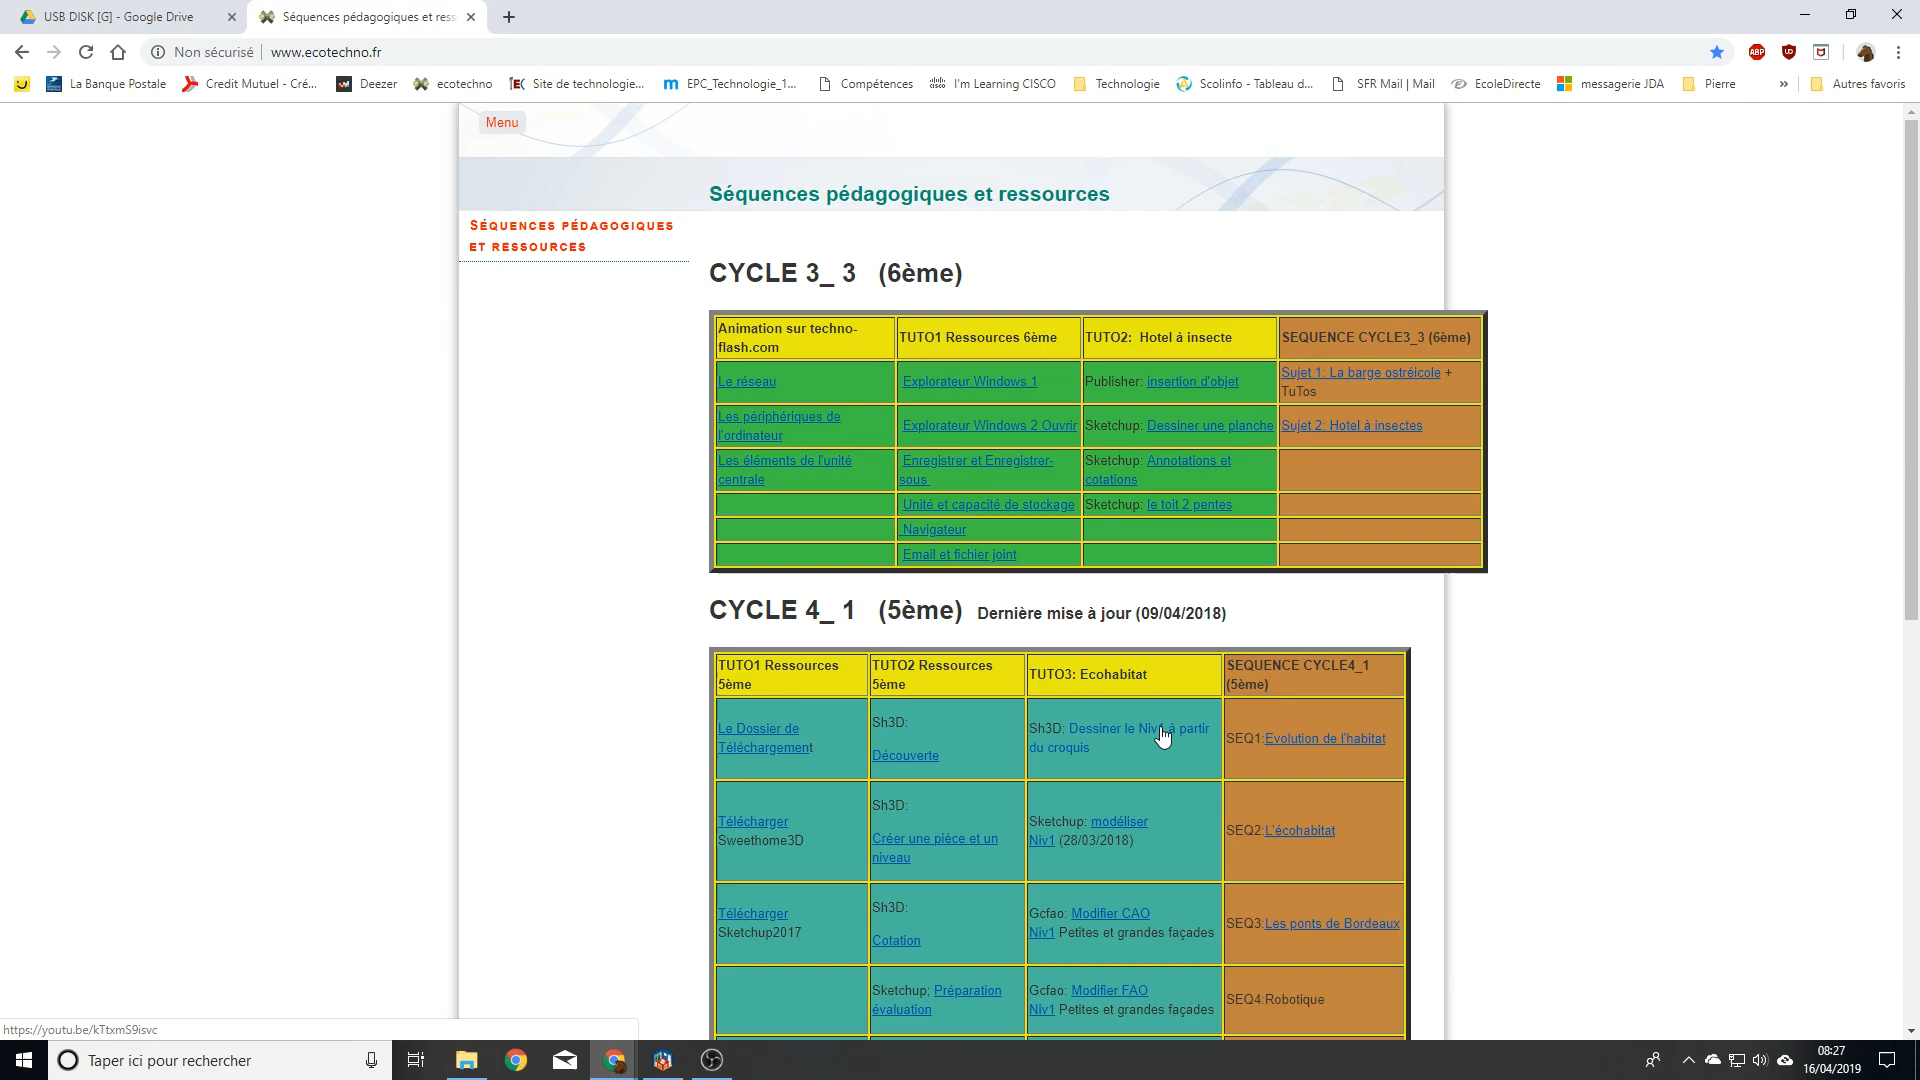 USB DISK [G] - Google Drive
Séquences pédagogiques et ress
Non sécurisé | www.ecotechno.fr
La Banque Postale
Credit Mutuel - Cré...
Deezer
ecotechno
Site de technologie...
EPC_Technologie_1...
Compétences
I'm Learning CISCO
Technologie
Scolinfo - Tableau d...
SFR Mail | Mail
EcoleDirecte
messagerie JDA
Pierre
»
Autres favoris
Menu
Séquences pédagogiques et ressources
Séquences pédagogiques
et ressources
CYCLE 3_ 3 (6ème)
Animation sur techno-
flash.com
TUTO1 Ressources 6ème
TUTO2: Hotel à insecte
SEQUENCE CYCLE3_3 (6ème)
Le réseau
Explorateur Windows 1
Publisher: insertion d'objet
Sujet 1: La barge ostréicole +
TuTos
Les périphériques de
l'ordinateur
Explorateur Windows 2 Ouvrir
Sketchup: Dessiner une planche
Sujet 2: Hotel à insectes
Les éléments de l'unité
centrale
Enregistrer et Enregistrer-
sous
Sketchup: Annotations et
cotations
Unité et capacité de stockage
Sketchup: le toit 2 pentes
Navigateur
Email et fichier joint
CYCLE 4_ 1 (5ème) Dernière mise à jour (09/04/2018)
TUTO1 Ressources
5ème
TUTO2 Ressources
5ème
TUTO3: Ecohabitat
SEQUENCE CYCLE4_1
(5ème)
Le Dossier de
Téléchargement
Sh3D:
Découverte
Sh3D: Dessiner le Niv1 à partir
du croquis
SEQ1:Evolution de l'habitat
Télécharger
Sweethome3D
Sh3D:
Créer une pièce et un
niveau
Sketchup: modéliser
Niv1 (28/03/2018)
SEQ2:L'écohabitat
Télécharger
Sketchup2017
Sh3D:
Cotation
Gcfao: Modifier CAO
Niv1 Petites et grandes façades
SEQ3:Les ponts de Bordeaux
Sketchup; Préparation
évaluation
Gcfao: Modifier FAO
Niv1 Petites et grandes façades
SEQ4:Robotique
https://youtu.be/kTtxmS9isvc
Taper ici pour rechercher
08:27
16/04/2019